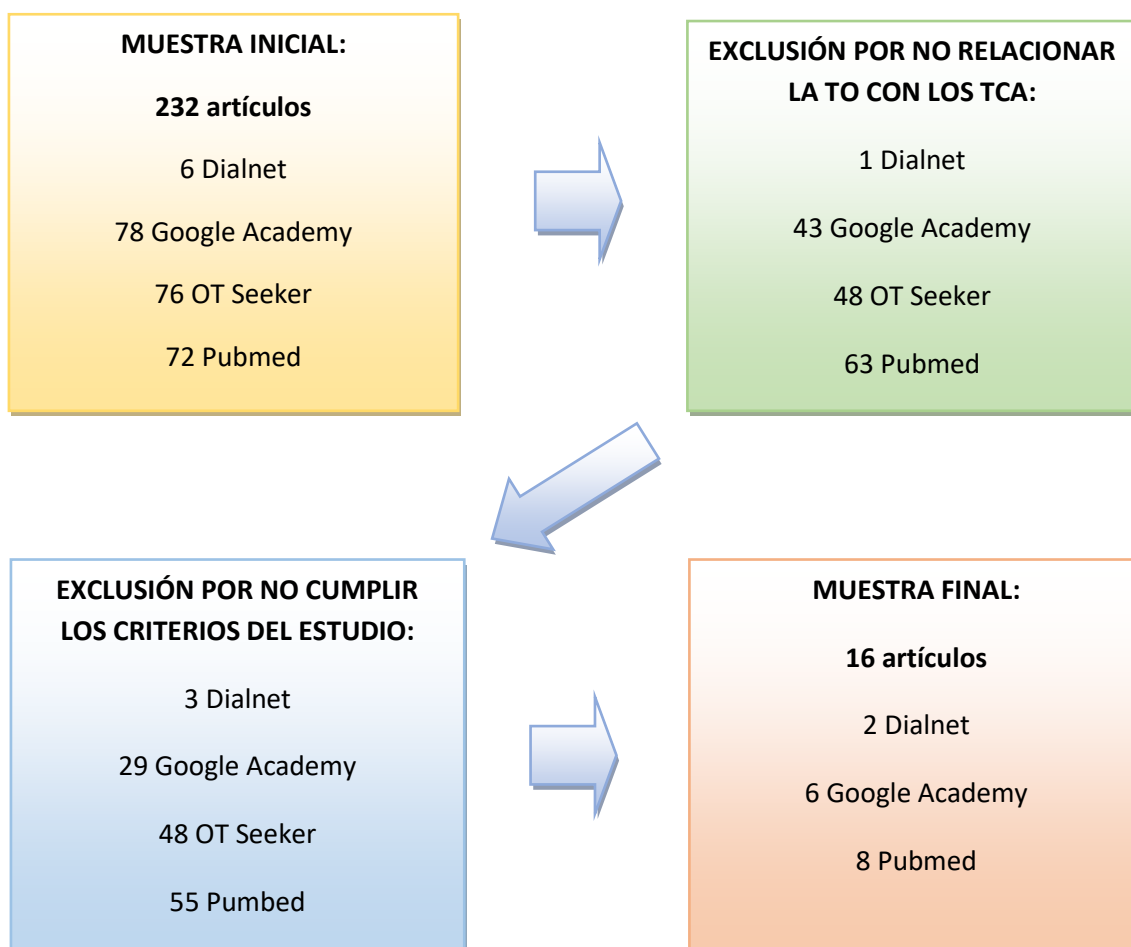 MUESTRA INICIAL:
232 artículos
6 Dialnet
78 Google Academy
76 OT Seeker
72 Pubmed
EXCLUSIÓN POR NO RELACIONAR
LA TO CON LOS TCA:
1 Dialnet
43 Google Academy
48 OT Seeker
63 Pubmed
EXCLUSIÓN POR NO CUMPLIR
LOS CRITERIOS DEL ESTUDIO:
3 Dialnet
29 Google Academy
48 OT Seeker
55 Pumbed
MUESTRA FINAL:
16 artículos
2 Dialnet
6 Google Academy
8 Pubmed